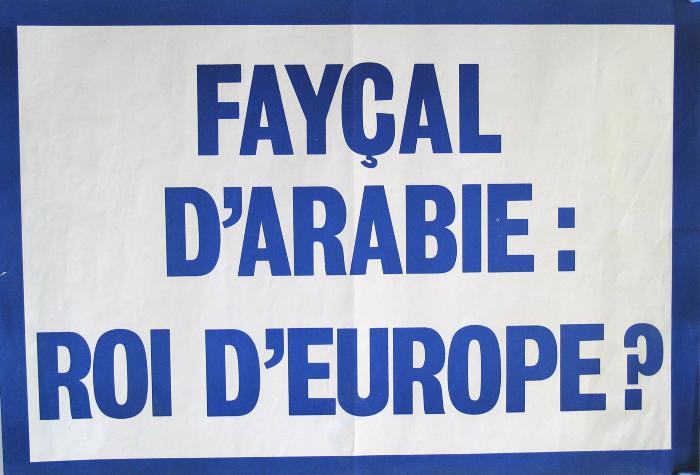 FAYÇAL
D'ARABIE :
ROI D'EUROPE ?